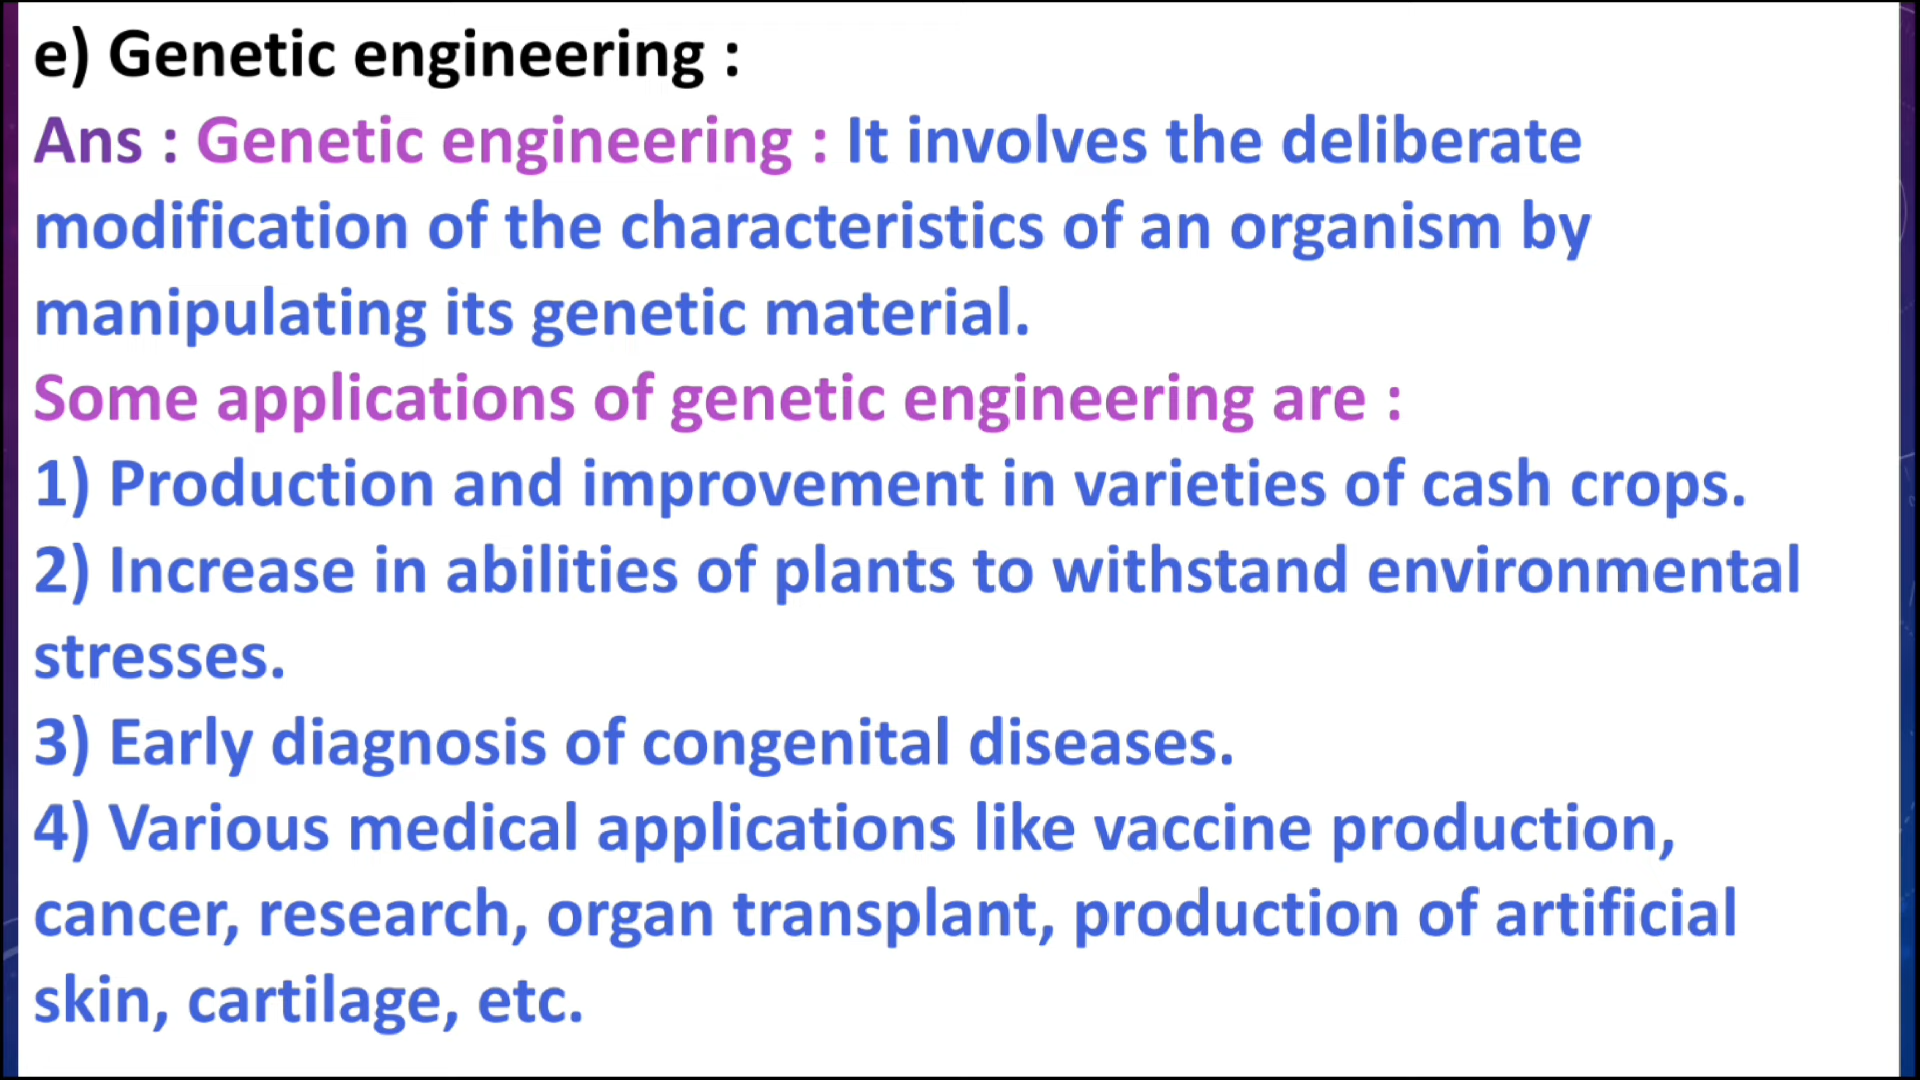 e) Genetic engineering :
Ans : Genetic engineering : It involves the deliberate
modification of the characteristics of an organism by
manipulating its genetic material.
Some applications of genetic engineering are :
1) Production and improvement in varieties of cash crops.
2) Increase in abilities of plants to withstand environmental
stresses.
3) Early diagnosis of congenital diseases.
4) Various medical applications like vaccine production,
cancer, research, organ transplant, production of artificial
skin, cartilage, etc.